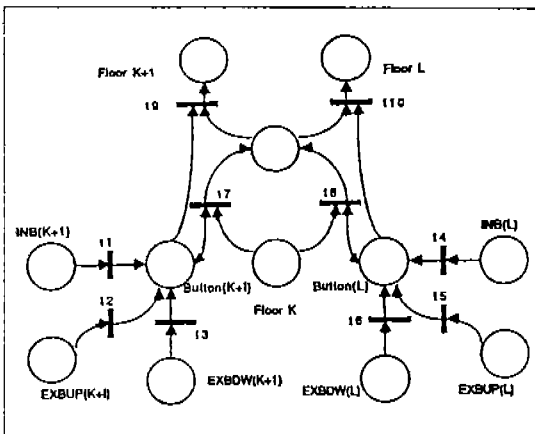 Floor K+1
Floor L
t9
t10
t7
t8
INB(K+1)
t1
t4
INB(L)
Button(K+1)
Floor K
Button(L)
t2
t3
t6
t5
EXBUP(K+1)
EXBDW(K+1)
EXBDW(L)
EXBUP(L)